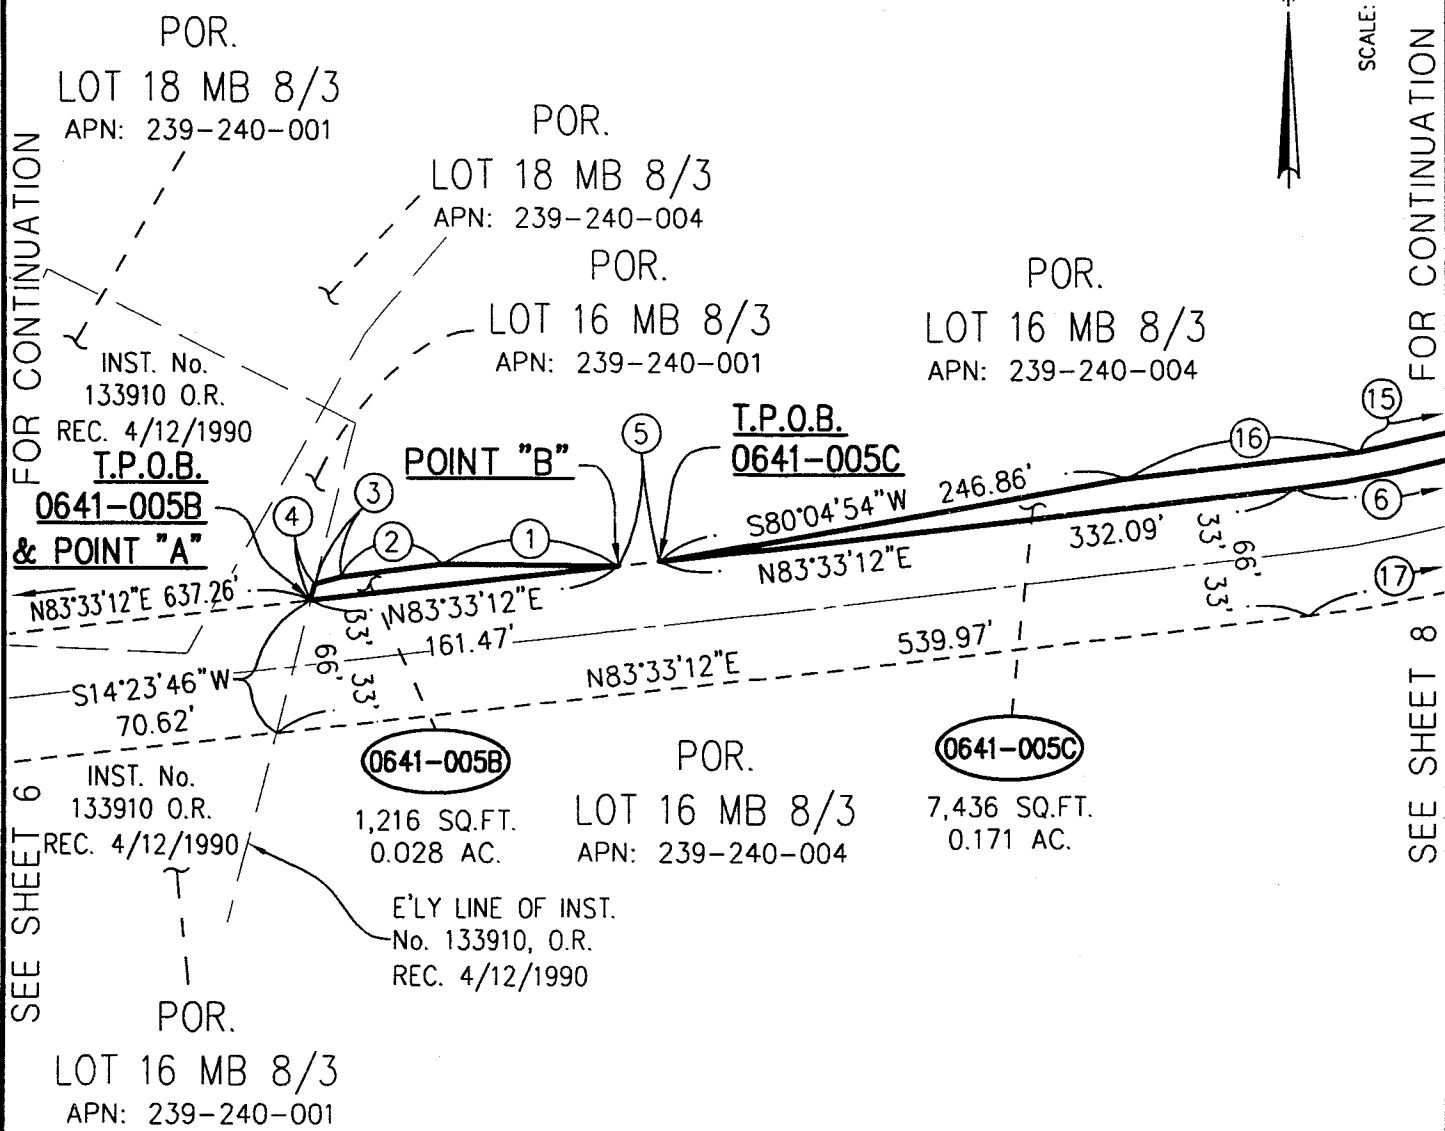 POR.
LOT 18 MB 8/3
APN: 239-240-001
POR.
LOT 18 MB 8/3
APN: 239-240-004
SCALE:
FOR CONTINUATION
FOR CONTINUATION
POR.
LOT 16 MB 8/3
APN: 239-240-001
POR.
LOT 16 MB 8/3
APN: 239-240-004
INST. No.
133910 O.R.
REC. 4/12/1990
T.P.O.B.
0641-005B
& POINT "A"
POINT "B"
T.P.O.B.
0641-005C
4
3
2
1
5
16
15
6
17
S80°04'54"W 246.86'
N83°33'12"E
332.09'
N83°33'12"E 637.26'
N83°33'12"E
161.47'
33'
66'
33'
33'
66'
33'
S14°23'46"W
70.62'
N83°33'12"E
539.97'
0641-005B
1,216 SQ.FT.
0.028 AC.
POR.
LOT 16 MB 8/3
APN: 239-240-004
0641-005C
7,436 SQ.FT.
0.171 AC.
INST. No.
133910 O.R.
REC. 4/12/1990
E'LY LINE OF INST.
No. 133910, O.R.
REC. 4/12/1990
SEE SHEET 6
SEE SHEET 8
POR.
LOT 16 MB 8/3
APN: 239-240-001